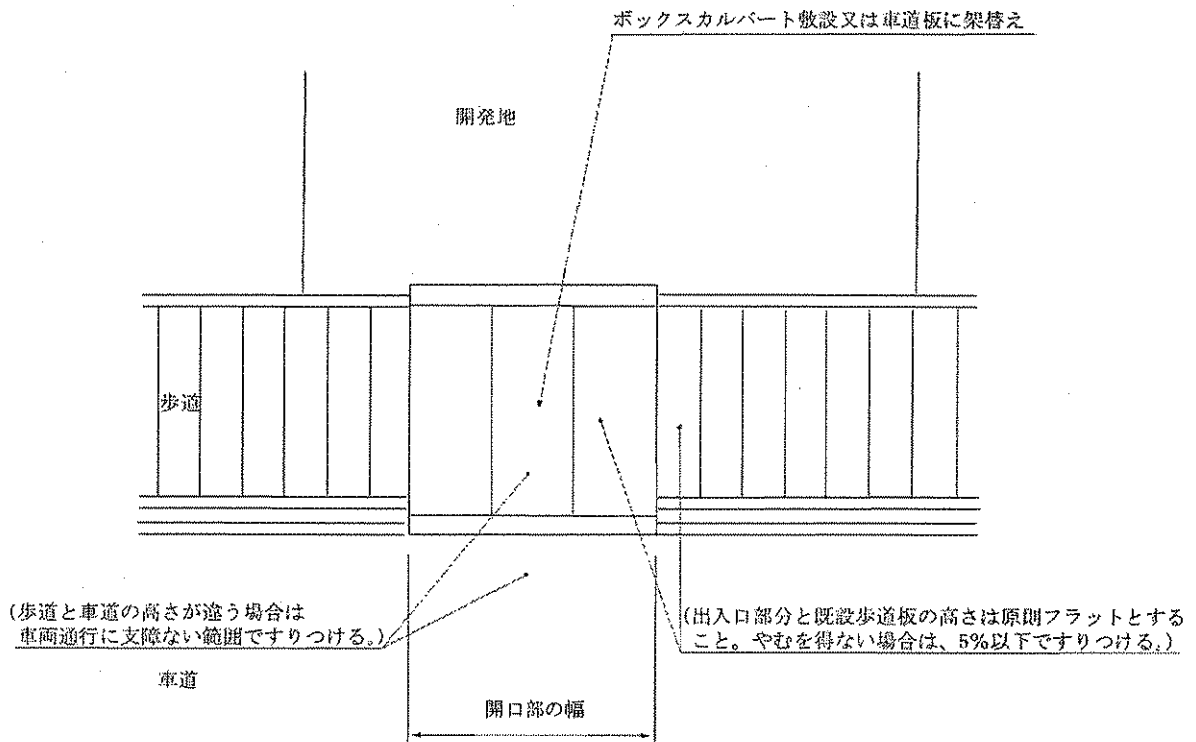 ボックスカルバート敷設又は車道板に架替え
開発地
歩道
(歩道と車道の高さが違う場合は
車両通行に支障ない範囲ですりつける。)
(出入口部分と既設歩道板の高さは原則フラットとする
こと。やむを得ない場合は、5%以下ですりつける。)
車道
開口部の幅